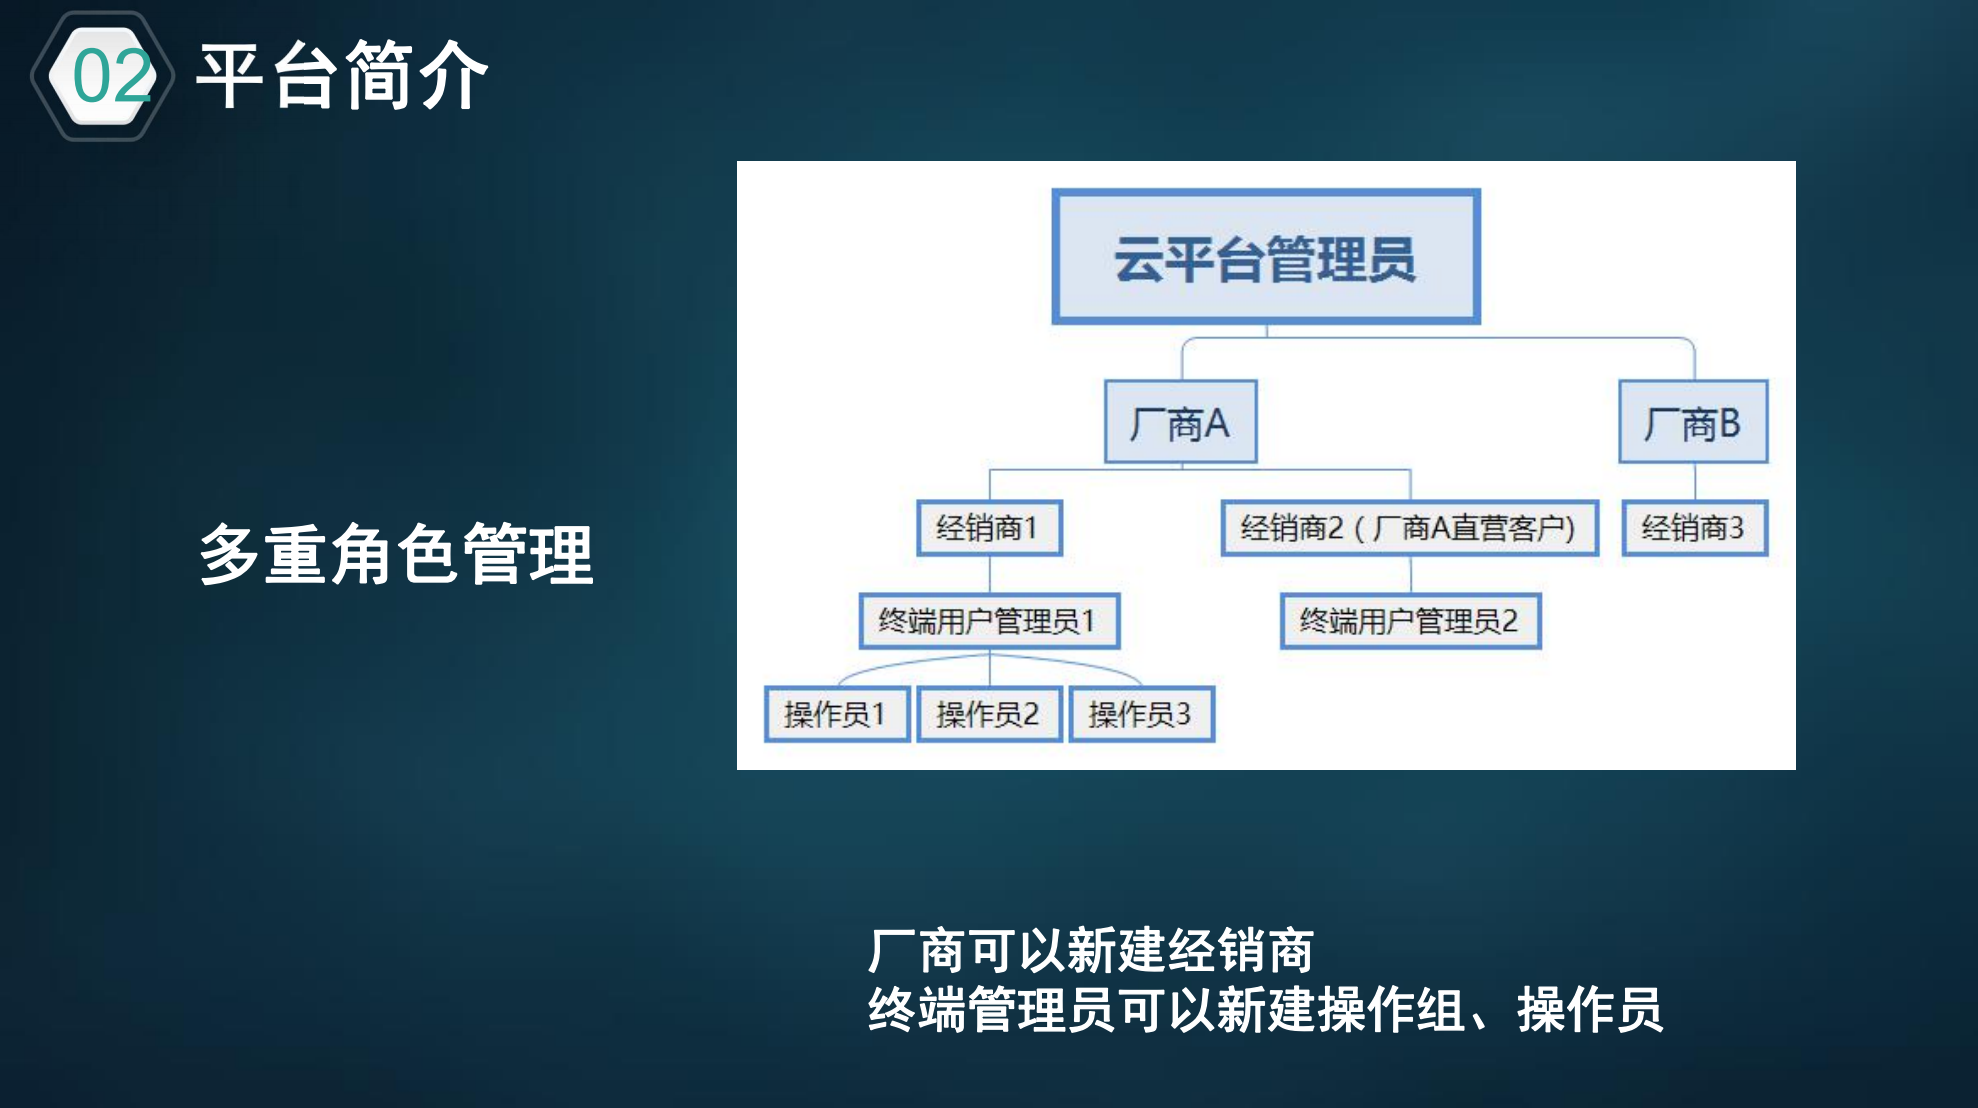 02 平台简介
多重角色管理
云平台管理员
厂商A 厂商B
经销商1 经销商2（厂商A直营客户) 经销商3
终端用户管理员1 终端用户管理员2
操作员1 操作员2 操作员3
厂商可以新建经销商
终端管理员可以新建操作组、操作员